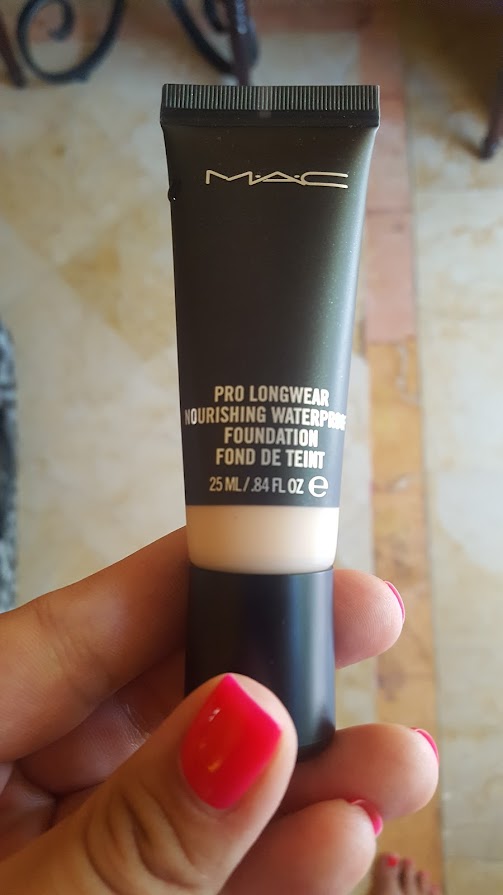 M·A·C
PRO LONGWEAR
NOURISHING WATERPROOF
FOUNDATION
FOND DE TEINT
25 ML / .84 FL OZ e